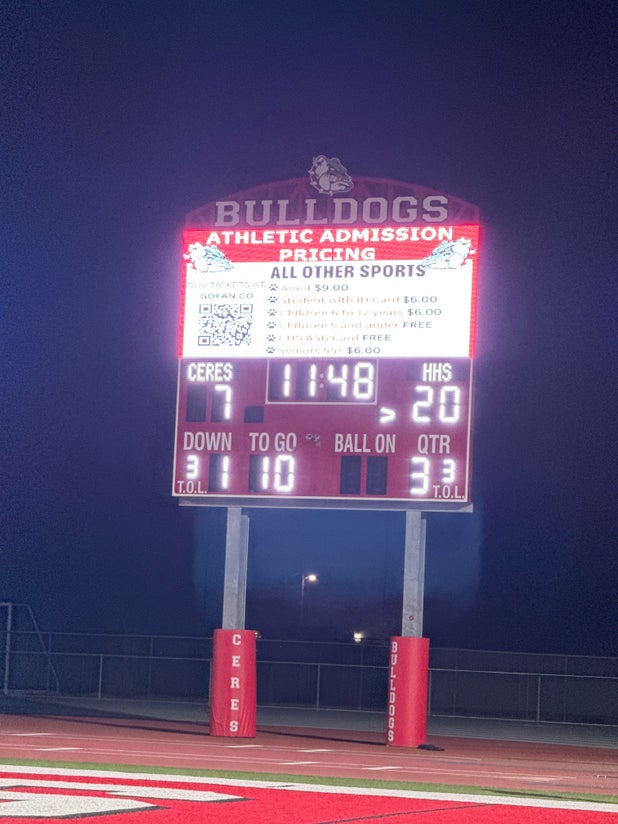 BULLDOGS
ATHLETIC ADMISSION
PRICING
ALL OTHER SPORTS
BUY TICKETS AT
GOFAN.CO
Adult $9.00
Student with ID Card $6.00
Children 6 to 12 years $6.00
Children 5 and under FREE
CHS ASB Card FREE
Seniors 55+ $6.00
CERES 11:48 HHS
7 > 20
DOWN TO GO BALL ON QTR
3 1 10 3 3
T.O.L. T.O.L.
CERES
BULLDOGS